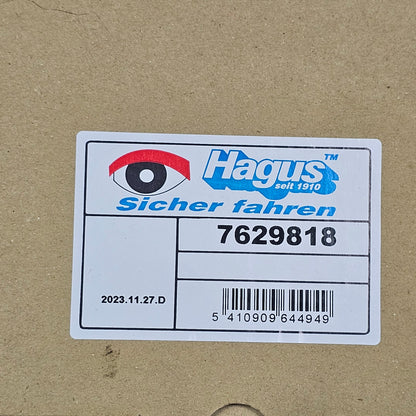 Hagus™
seit 1910
Sicher fahren
7629818
2023.11.27.D
5 410909 644949